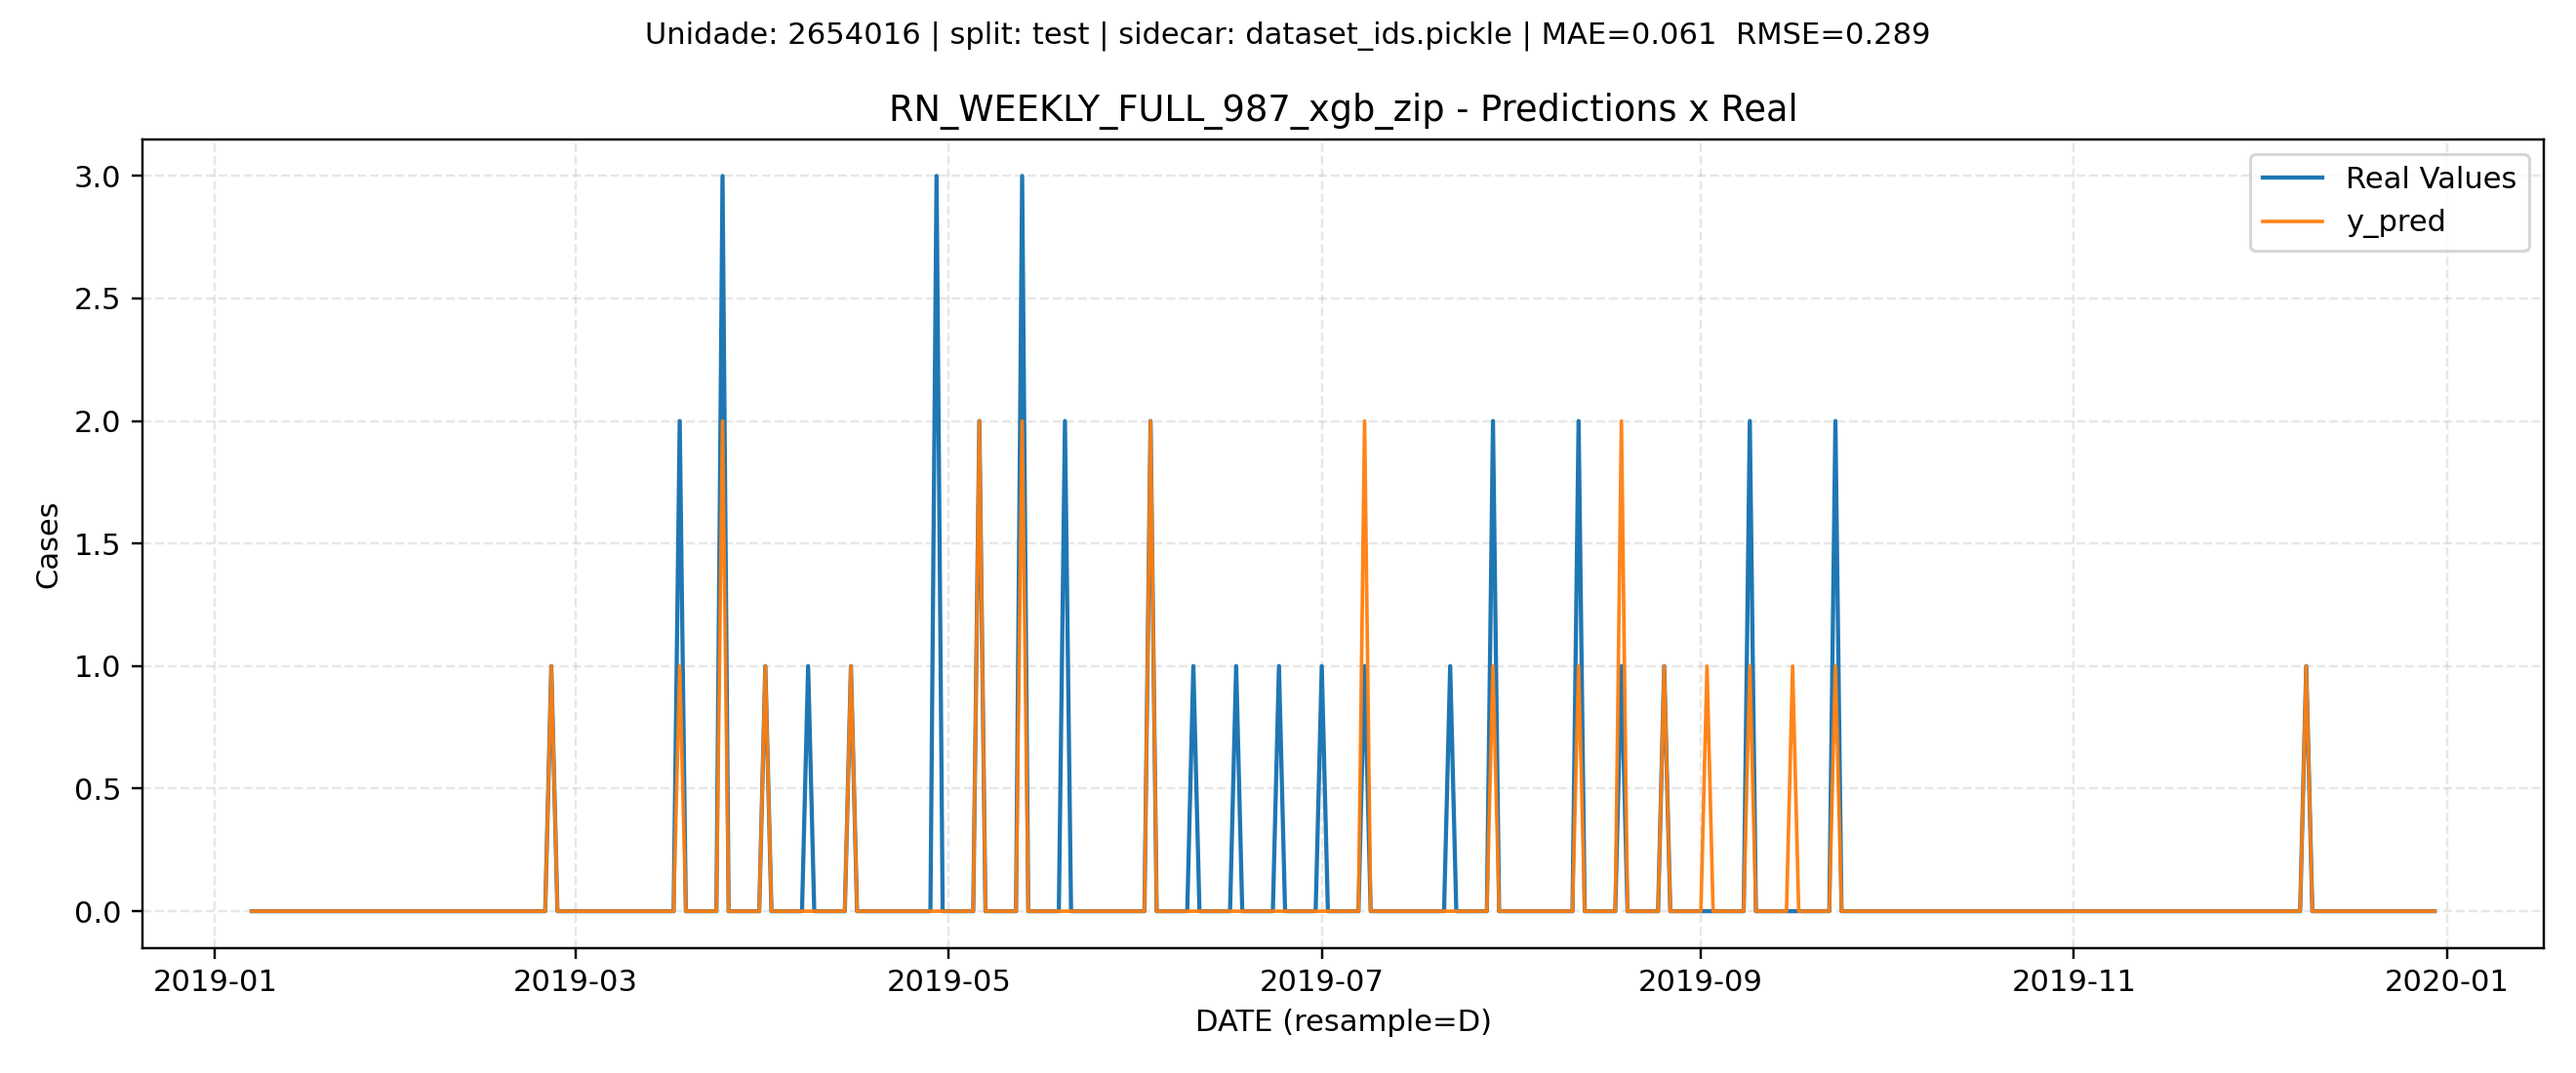 Unidade: 2654016 | split: test | sidecar: dataset_ids.pickle | MAE=0.061  RMSE=0.289
RN_WEEKLY_FULL_987_xgb_zip - Predictions x Real
Real Values
y_pred
Cases
3.0
2.5
2.0
1.5
1.0
0.5
0.0
2019-01
2019-03
2019-05
2019-07
2019-09
2019-11
2020-01
DATE (resample=D)